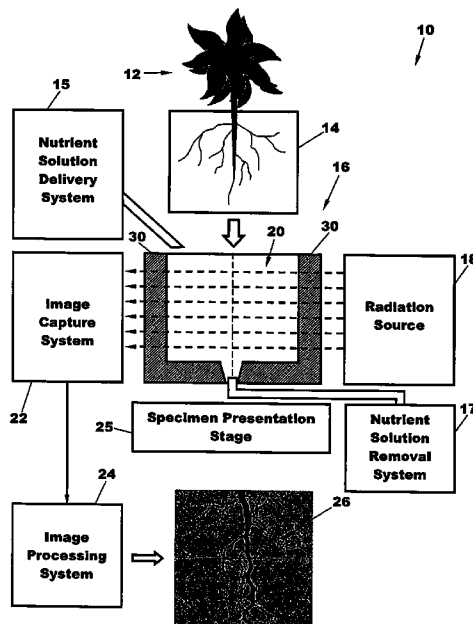 10
12
15
14
Nutrient
Solution
Delivery
System
16
30
20
30
18
Image
Capture
System
Radiation
Source
22
25
Specimen Presentation
Stage
17
Nutrient
Solution
Removal
System
24
26
Image
Processing
System